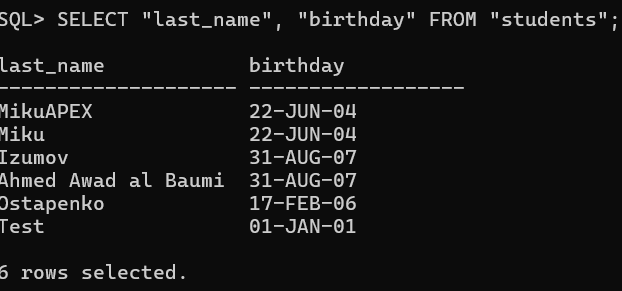 SQL> SELECT "last_name", "birthday" FROM "students";
last_name birthday
-------------------- ------------------
MikuAPEX 22-JUN-04
Miku 22-JUN-04
Izumov 31-AUG-07
Ahmed Awad al Baumi 31-AUG-07
Ostapenko 17-FEB-06
Test 01-JAN-01
6 rows selected.